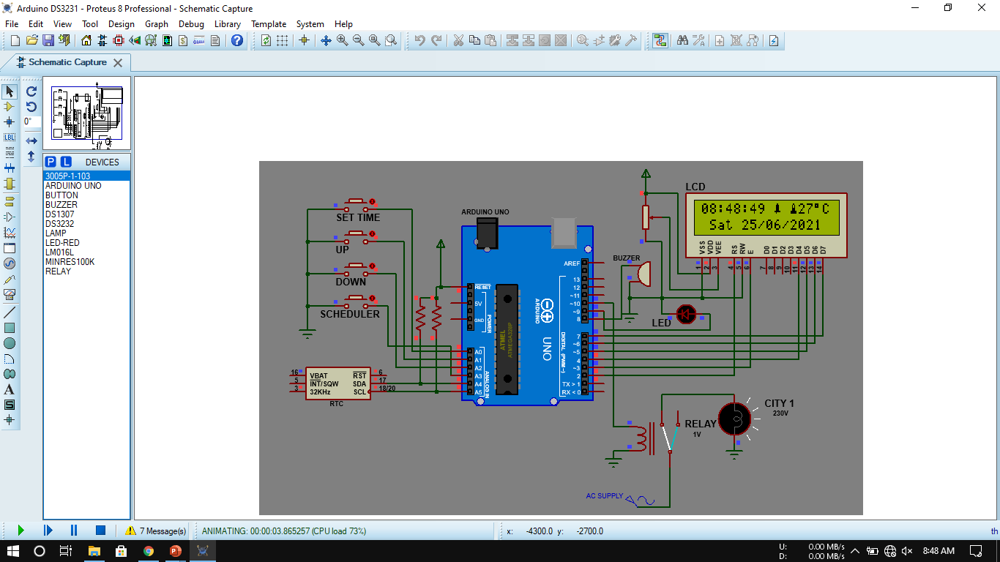 Arduino DS3231 - Proteus 8 Professional - Schematic Capture
File Edit View Tool Design Graph Debug Library Template System Help
Schematic Capture
0°
LBL
P L DEVICES
3005P-1-103
ARDUINO UNO
BUTTON
BUZZER
DS1307
DS3232
LAMP
LED-RED
LM016L
MINRES100K
RELAY
A
S
SET TIME
UP
DOWN
SCHEDULER
16 VBAT RST 6
5 INT/SQW SDA 17
3 32KHz SCL 18/20
RTC
ARDUINO UNO
RESET
5V
GND
POWER
A0
A1
A2
A3
A4
A5
ANALOG IN
ATMEL
ATMEGA328P
ARDUINO
UNO
AREF
13
12
~11
~10
~9
8
7
~6
~5
4
~3
2
TX > 1
RX < 0
DIGITAL (PWM~)
BUZZER
LED
LCD
08:48:49 27°C
Sat 25/06/2021
VSS VDD VEE RS RW E D0 D1 D2 D3 D4 D5 D6 D7
1 2 3 4 5 6 7 8 9 10 11 12 13 14
CITY 1
230V
RELAY
1V
AC SUPPLY
7 Message(s) ANIMATING: 00:00:03.865257 (CPU load 73%) x: -4300.0 y: -2700.0 th
U: 0.00 MB/s
D: 0.00 MB/s
8:48 AM